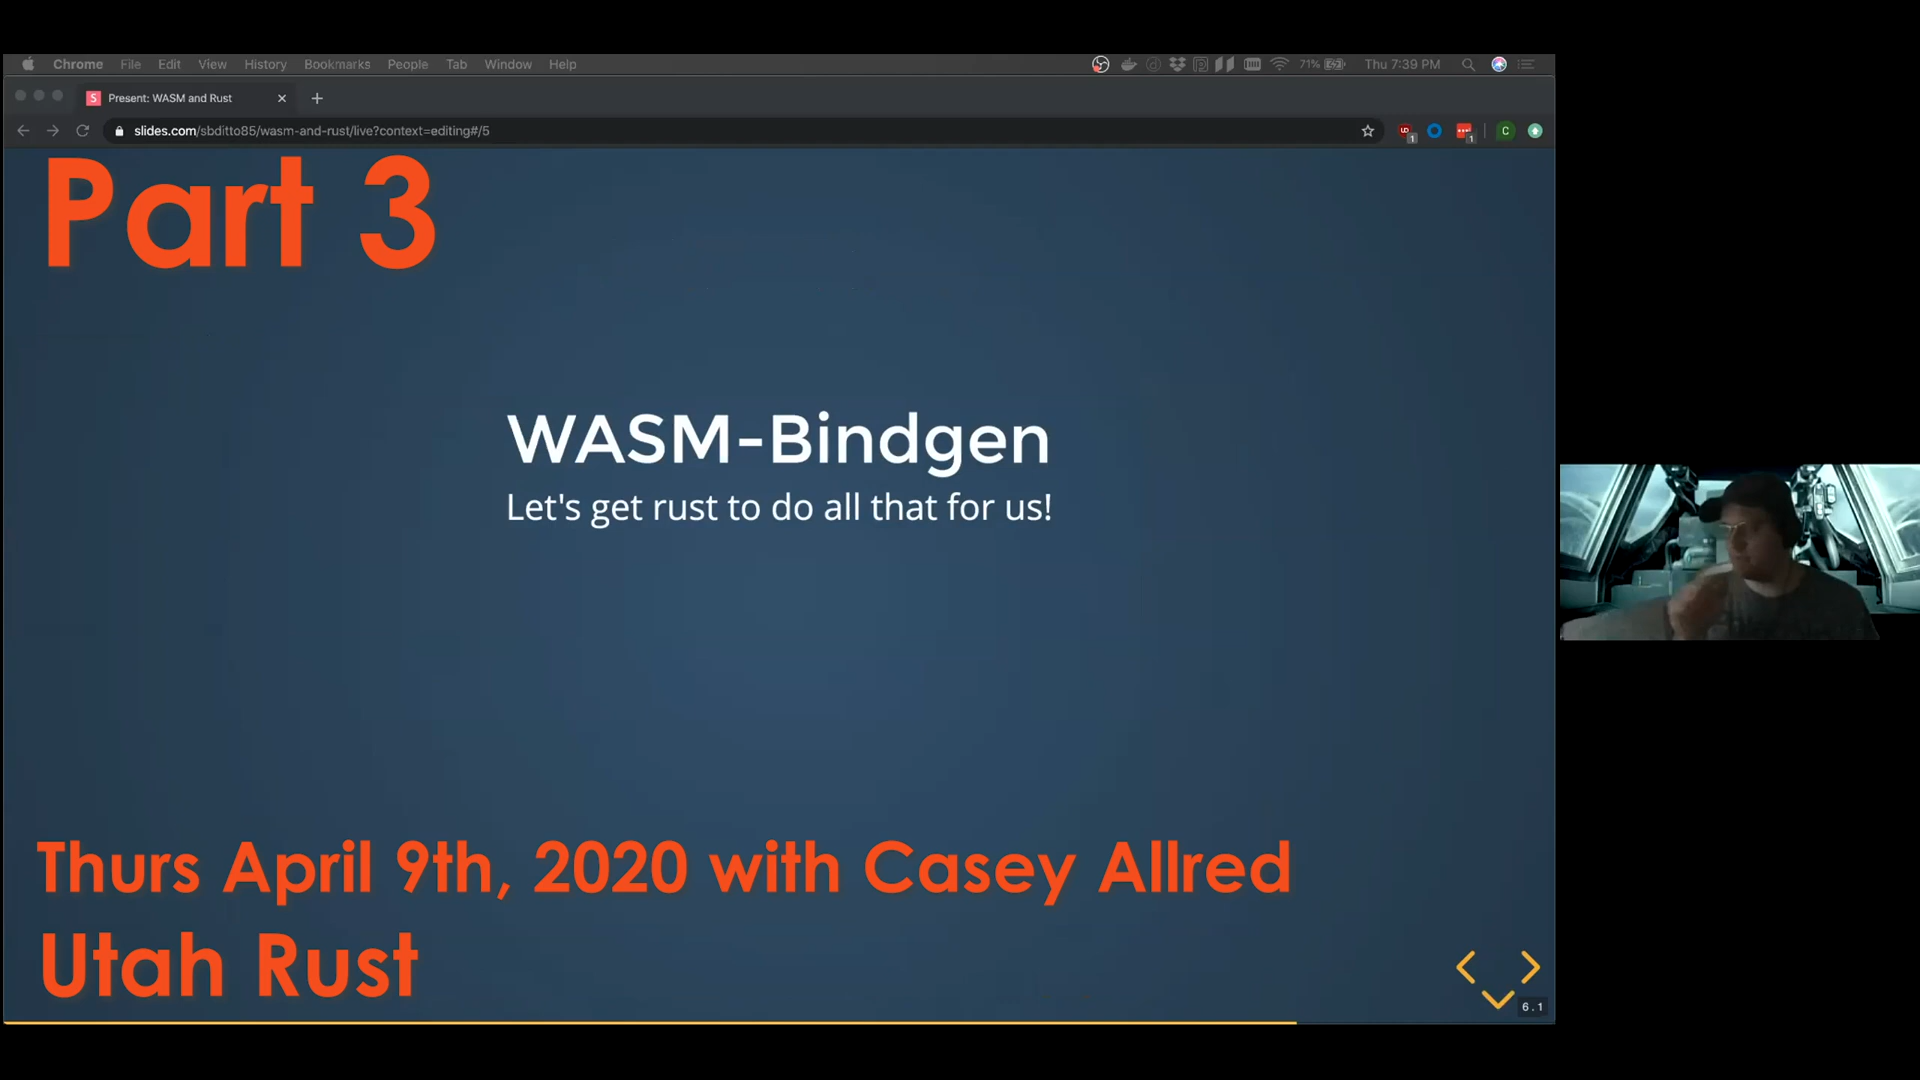 Chrome File Edit View History Bookmarks People Tab Window Help 71% Thu 7:39 PM
S Present: WASM and Rust
slides.com/sbditto85/wasm-and-rust/live?context=editing#/5 1 1 C
Part 3
WASM-Bindgen
Let's get rust to do all that for us!
Thurs April 9th, 2020 with Casey Allred
Utah Rust
6.1